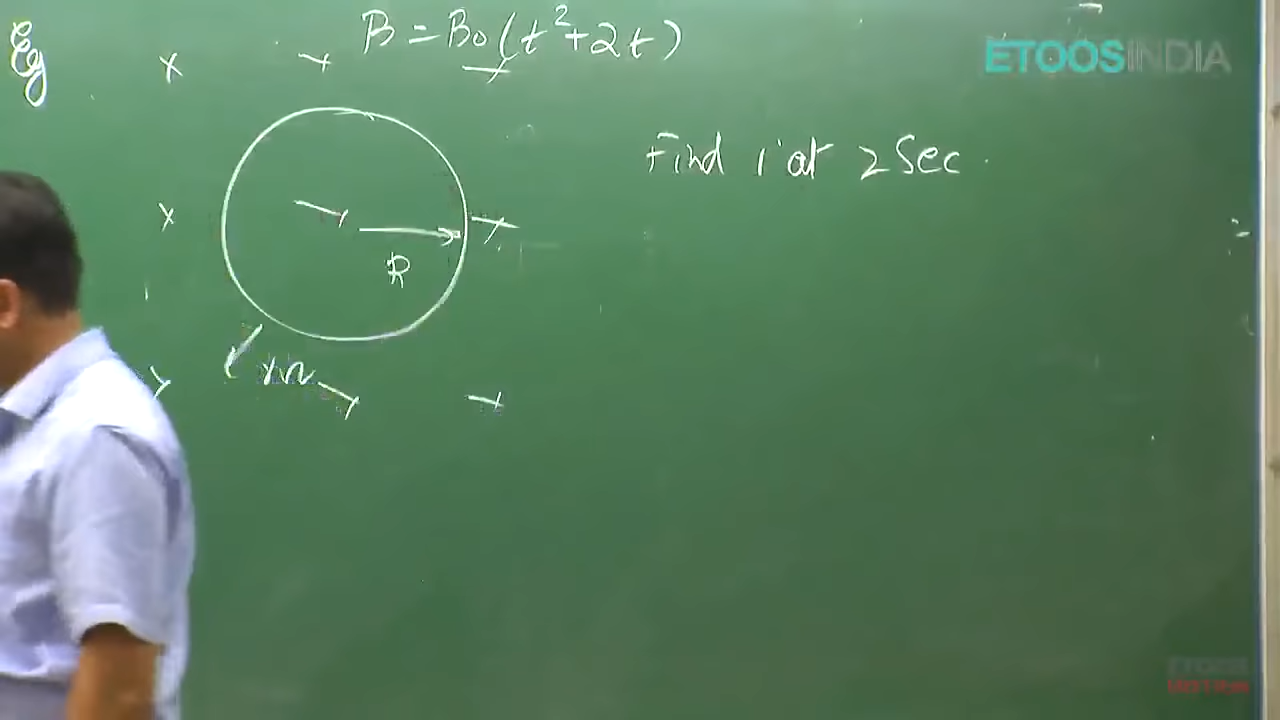 Eg
B = B₀(t²+2t)
ETOOSINDIA
Find i at 2 Sec.
R